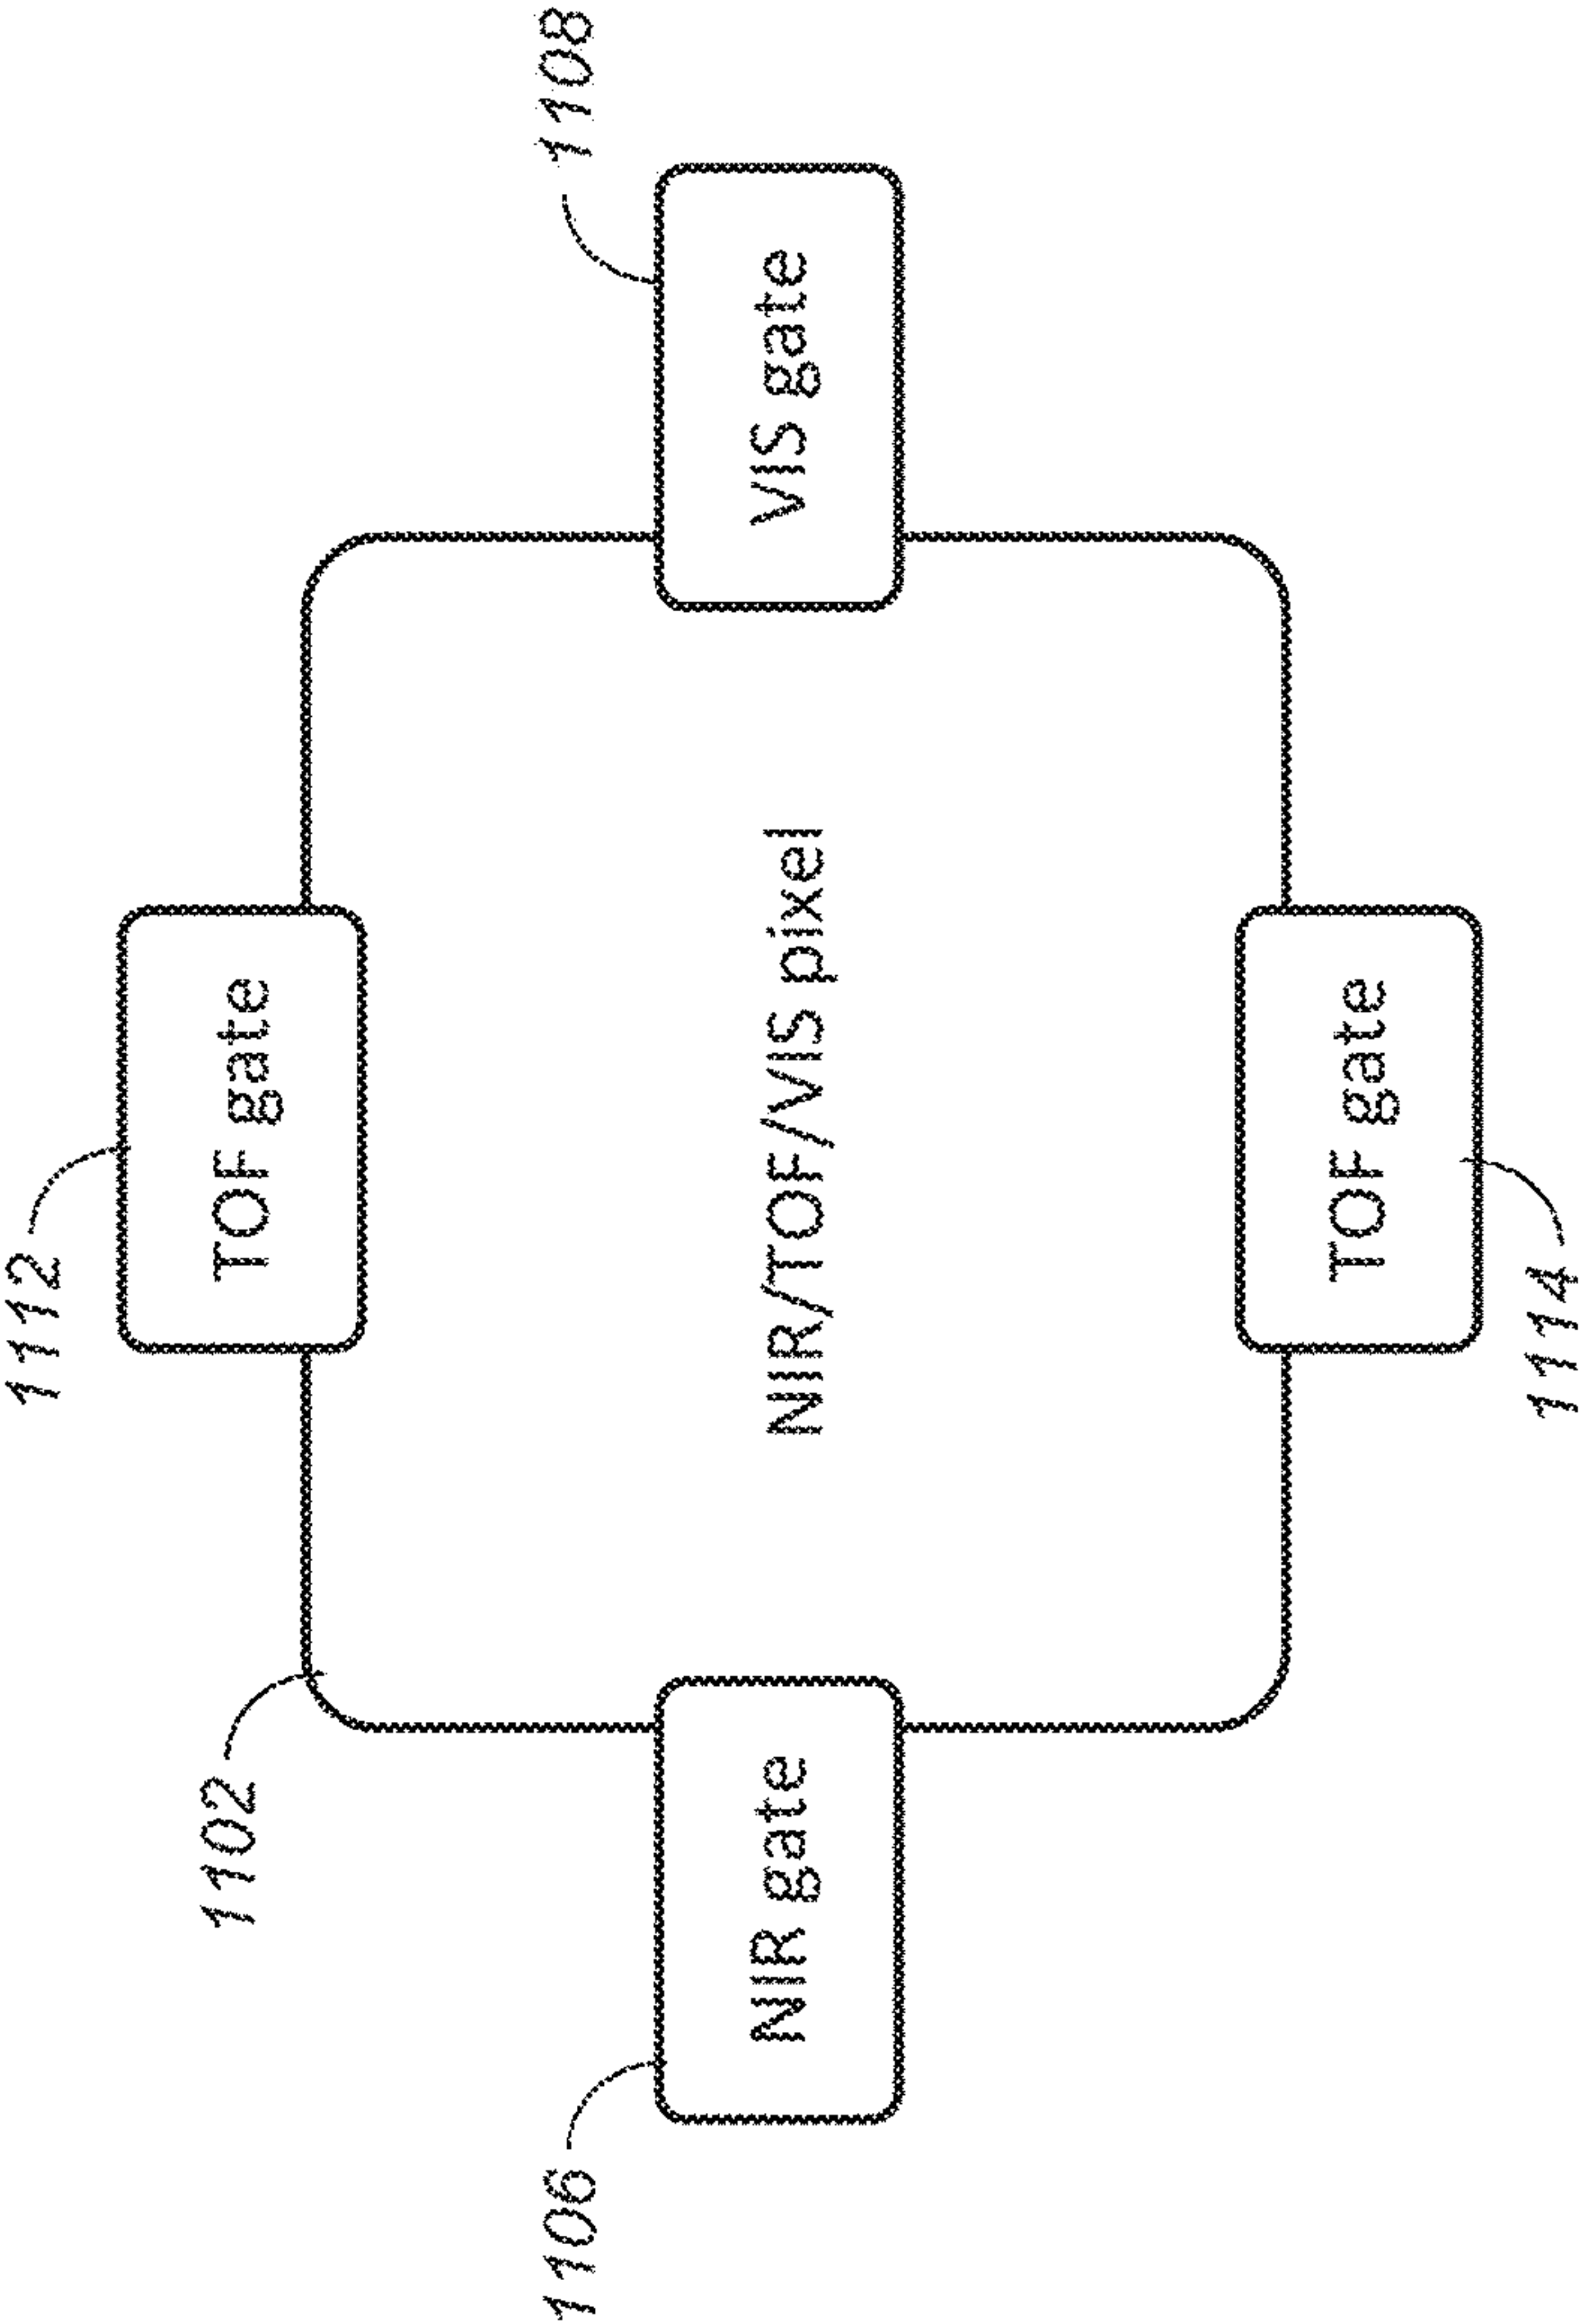 1112
TOF gate
1102
1106
NIR gate
NIR/TOF/VIS pixel
VIS gate
1108
TOF gate
1114